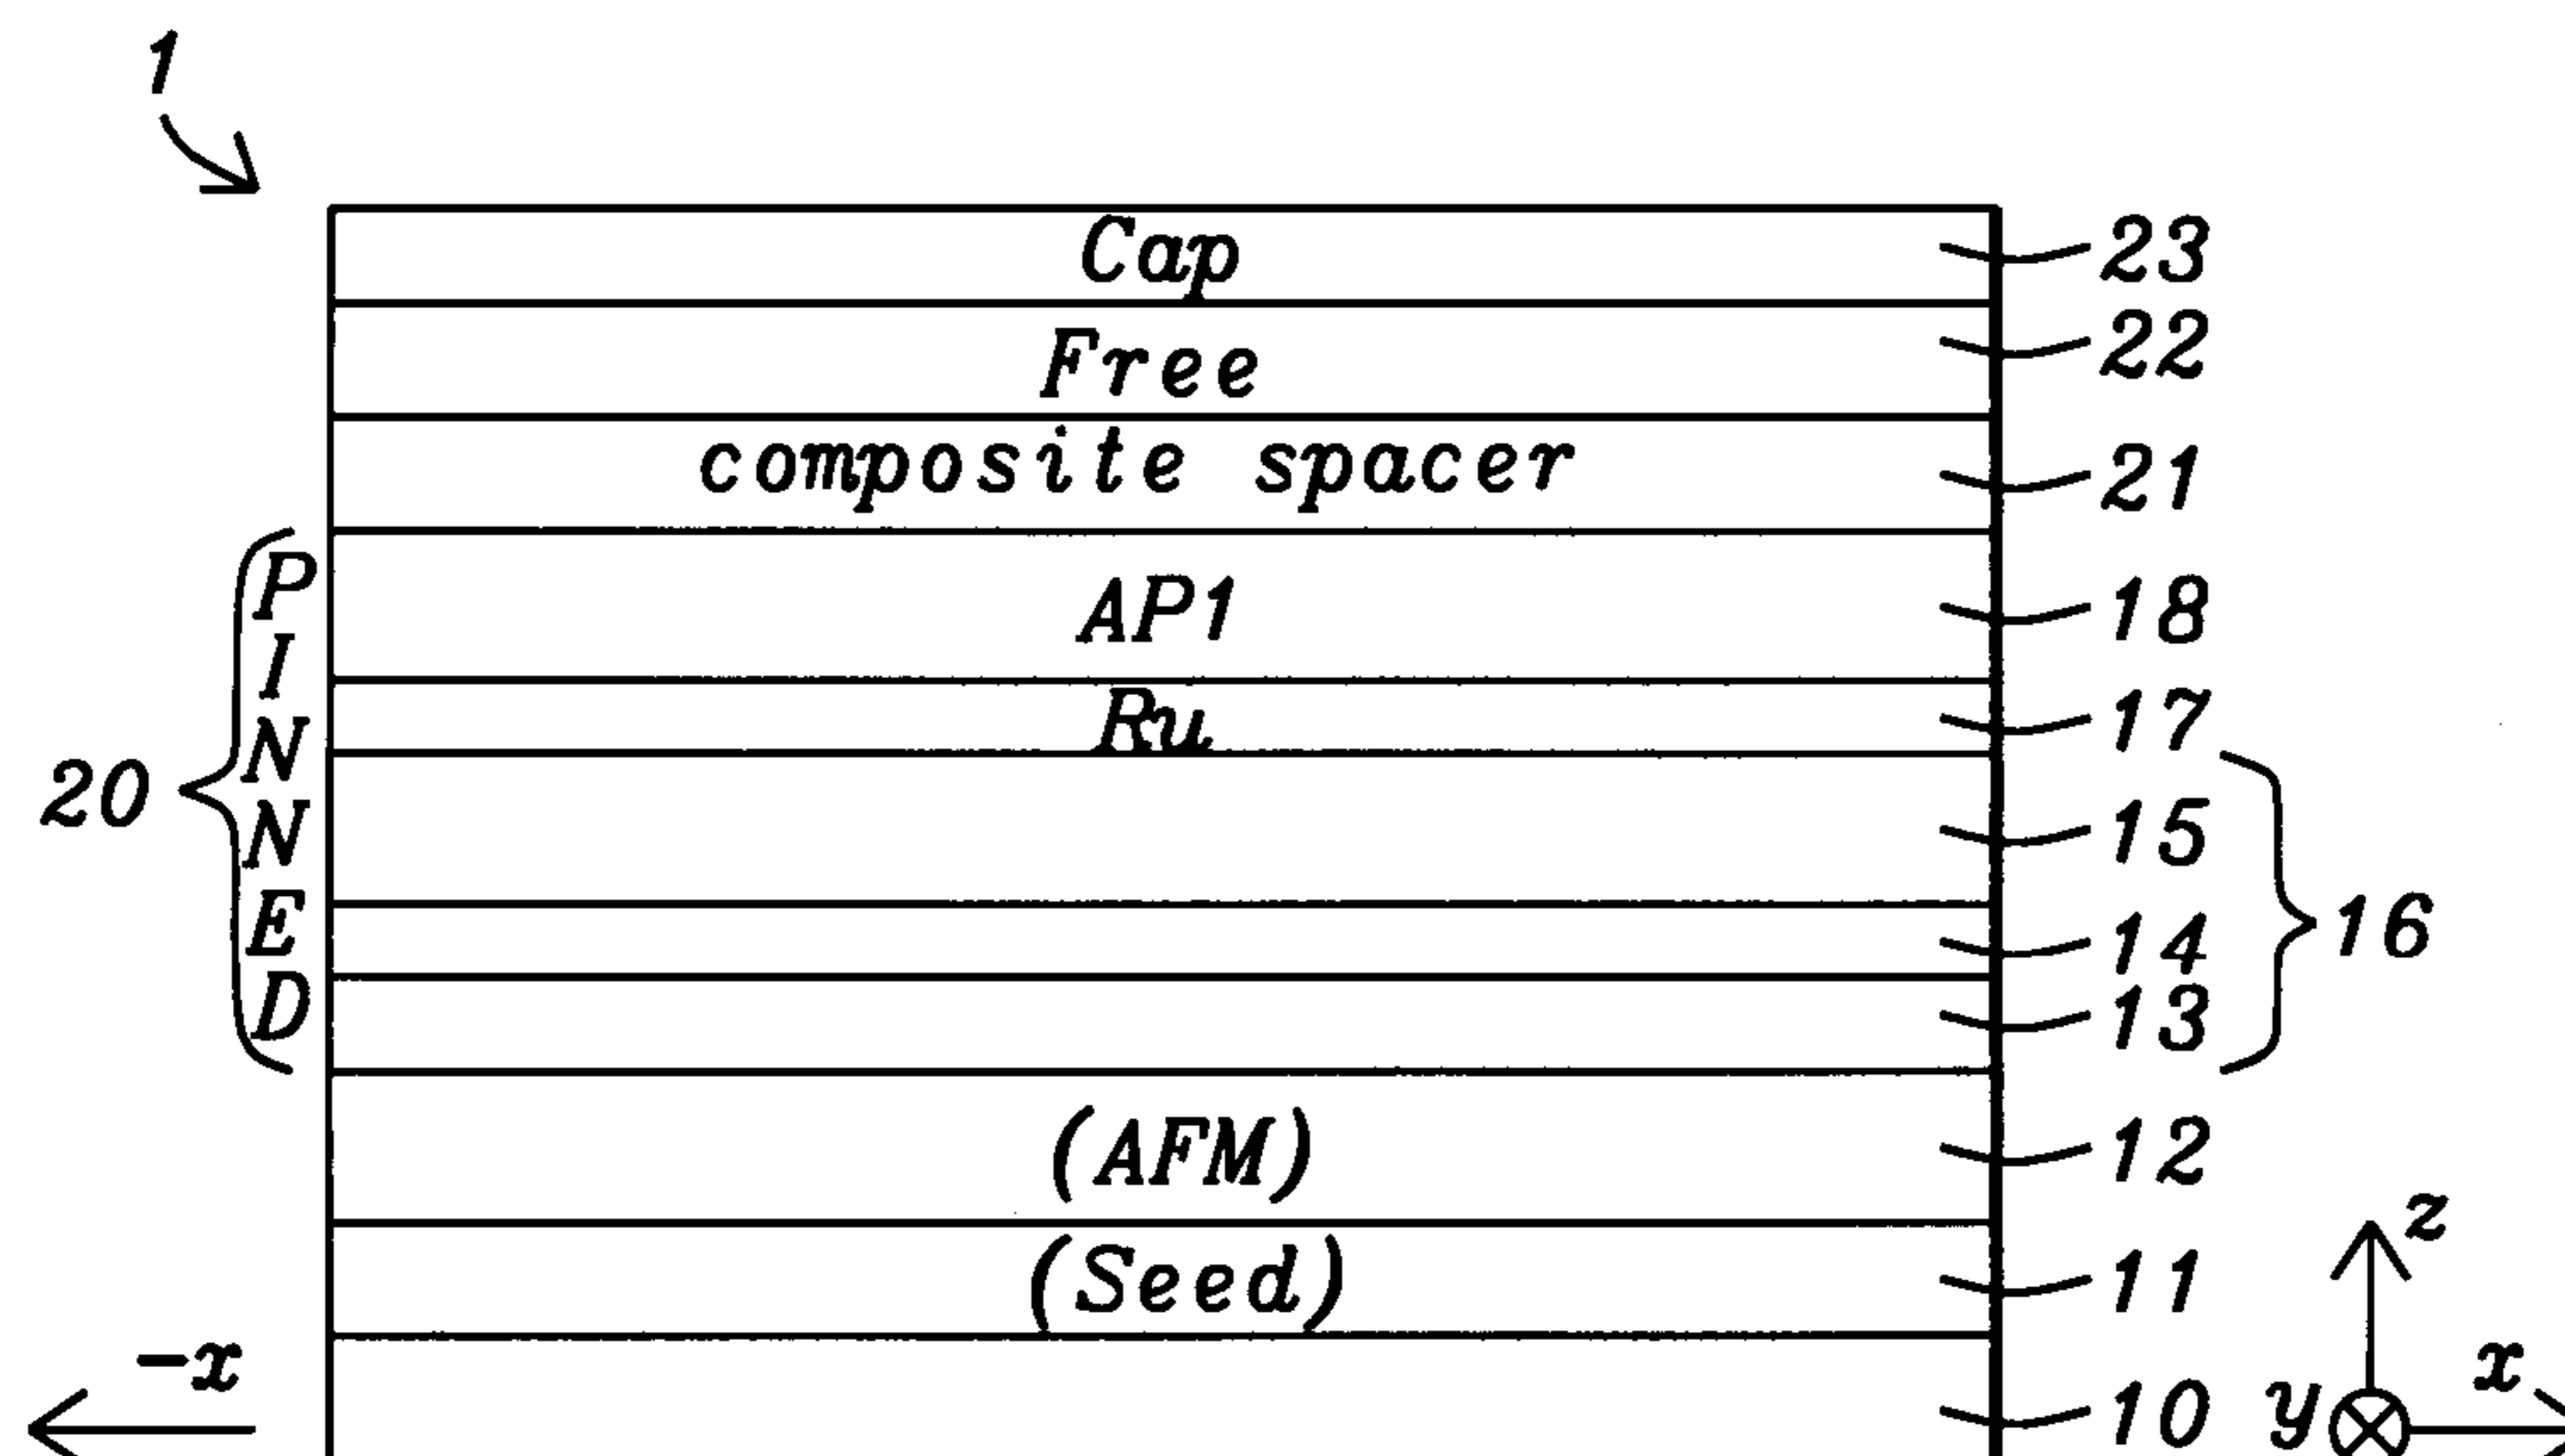 1
Cap 23
Free 22
composite spacer 21
AP1 18
Ru 17
15
14
13
16
20
PINNED
(AFM) 12
(Seed) 11
10
-x
z
y
x